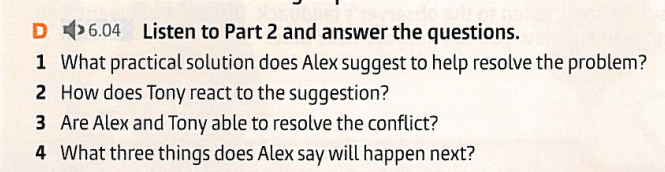 D 6.04 Listen to Part 2 and answer the questions.
1 What practical solution does Alex suggest to help resolve the problem?
2 How does Tony react to the suggestion?
3 Are Alex and Tony able to resolve the conflict?
4 What three things does Alex say will happen next?